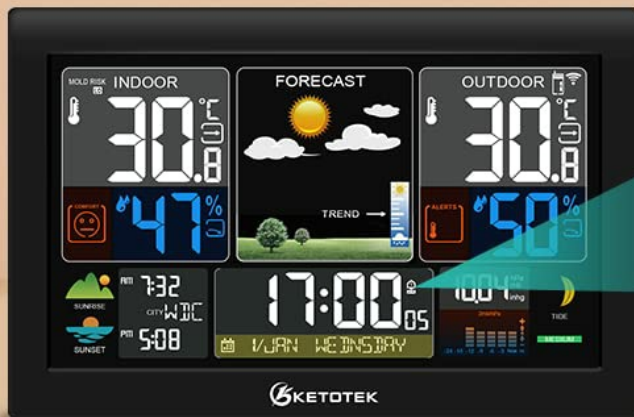 MOLD RISK
INDOOR
30.8
°C
COMFORT
47%
FORECAST
TREND
OUTDOOR
30.8
°C
ALERTS
50%
SUNRISE
AM 7:32
CITY WDC
SUNSET
PM 5:08
17:00 05
1/JAN WEDNSDAY
1004
hPa
inhg
TIDE
MEDIUM
KETOTEK